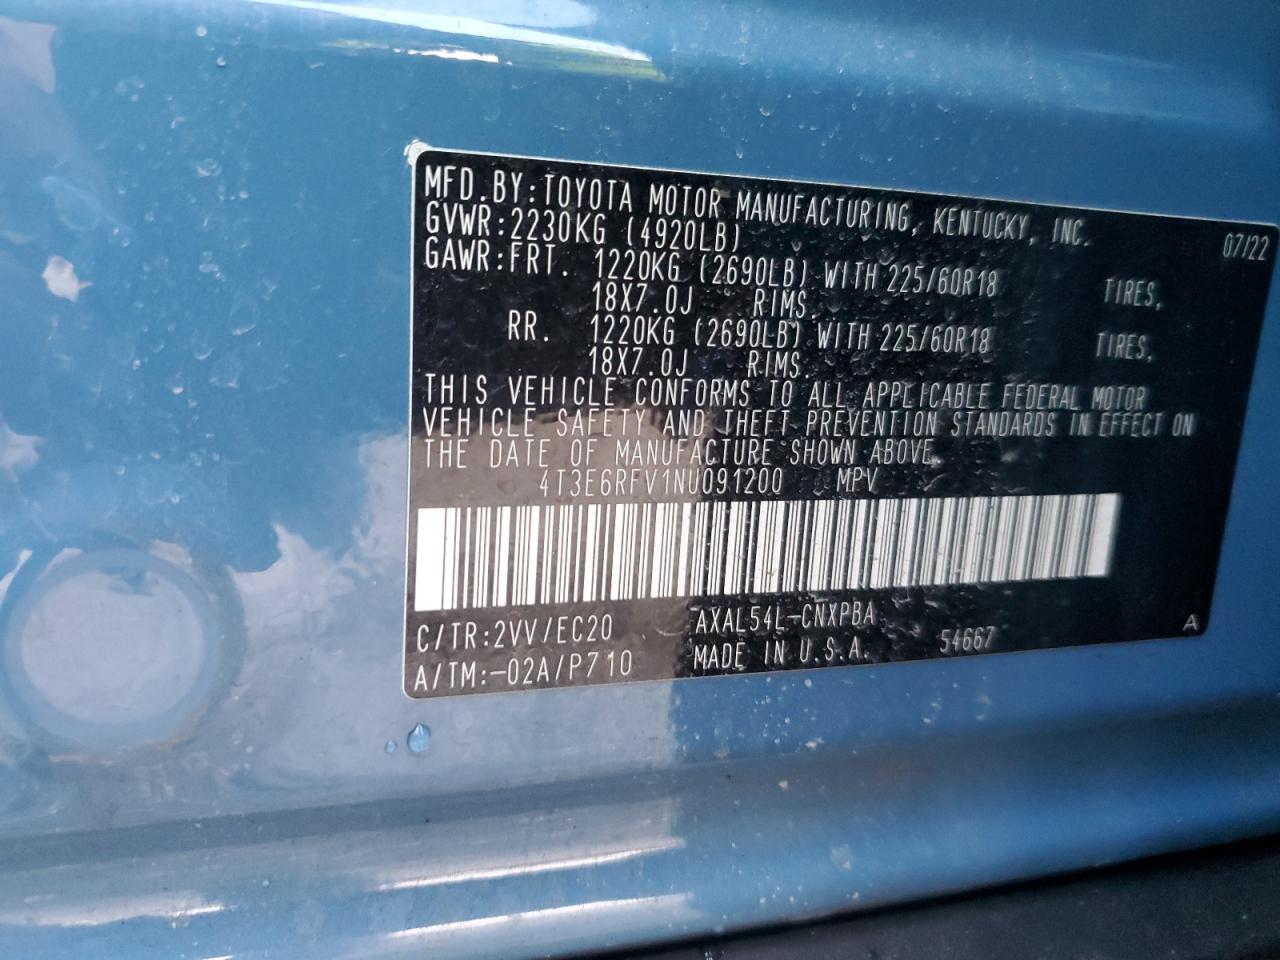 MFD.BY:TOYOTA MOTOR MANUFACTURING, KENTUCKY, INC. 07/22
GVWR:2230KG (4920LB)
GAWR:FRT. 1220KG (2690LB) WITH 225/60R18 TIRES,
18X7.0J RIMS.
RR. 1220KG (2690LB) WITH 225/60R18 TIRES,
18X7.0J RIMS.
THIS VEHICLE CONFORMS TO ALL APPLICABLE FEDERAL MOTOR
VEHICLE SAFETY AND THEFT PREVENTION STANDARDS IN EFFECT ON
THE DATE OF MANUFACTURE SHOWN ABOVE.
4T3E6RFV1NU091200 MPV
C/TR:2VV/EC20 AXAL54L-CNXPBA
A/TM:-02A/P710 MADE IN U.S.A. 54667 A